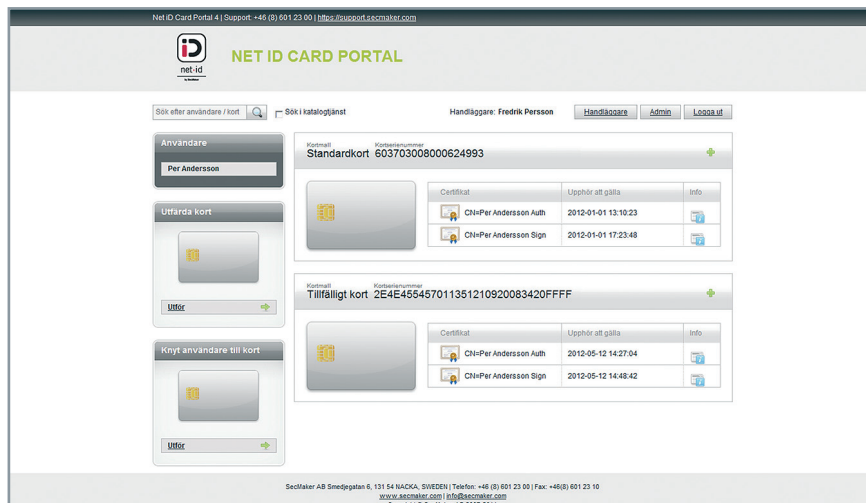 Net iD Card Portal 4 | Support: +46 (8) 601 23 00 | https://support.secmaker.com
iD
net·id
by SecMaker
NET ID CARD PORTAL
Sök efter användare / kort
Sök i katalogtjänst
Handläggare: Fredrik Persson
Handläggare
Admin
Logga ut
Användare
Per Andersson
Utfärda kort
Utför
Knyt användare till kort
Utför
Kortmall Kortserienummer
Standardkort 603703008000624993
Certifikat Upphör att gälla Info
CN=Per Andersson Auth 2012-01-01 13:10:23
CN=Per Andersson Sign 2012-01-01 17:23:48
Kortmall Kortserienummer
Tillfälligt kort 2E4E455457011351210920083420FFFF
Certifikat Upphör att gälla Info
CN=Per Andersson Auth 2012-05-12 14:27:04
CN=Per Andersson Sign 2012-05-12 14:48:42
SecMaker AB Smedjegatan 6, 131 54 NACKA, SWEDEN | Telefon: +46 (8) 601 23 00 | Fax: +46(8) 601 23 10
www.secmaker.com | info@secmaker.com